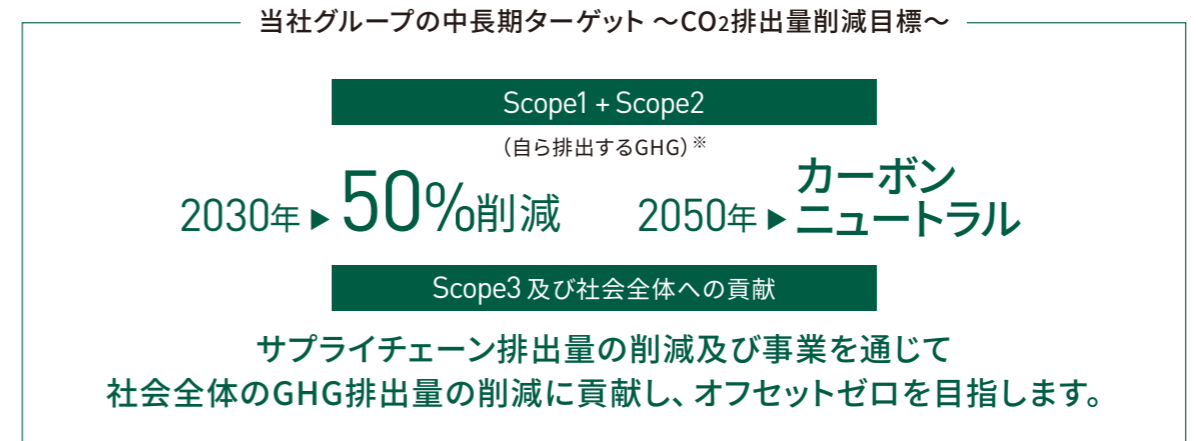 当社グループの中長期ターゲット ～CO2排出量削減目標～
Scope1 + Scope2
（自ら排出するGHG）※
2030年 ▶ 50%削減
2050年 ▶ カーボン
ニュートラル
Scope3 及び社会全体への貢献
サプライチェーン排出量の削減及び事業を通じて
社会全体のGHG排出量の削減に貢献し、オフセットゼロを目指します。